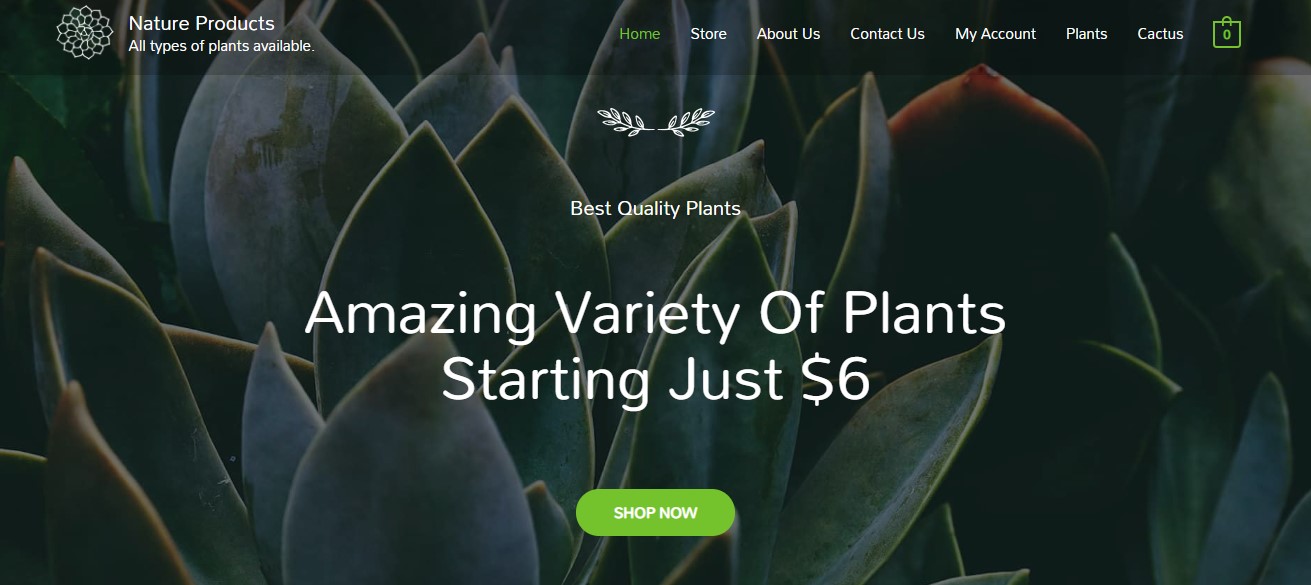 Nature Products
All types of plants available.
Home Store About Us Contact Us My Account Plants Cactus 0
Best Quality Plants
Amazing Variety Of Plants
Starting Just $6
SHOP NOW